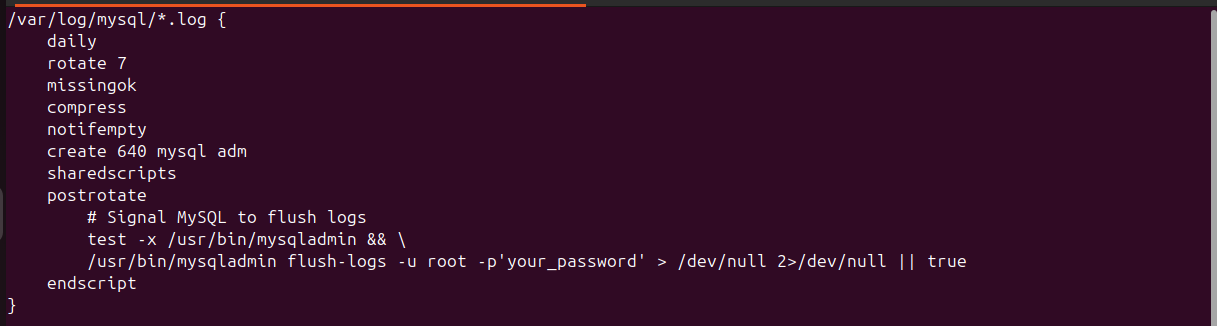 /var/log/mysql/*.log {
    daily
    rotate 7
    missingok
    compress
    notifempty
    create 640 mysql adm
    sharedscripts
    postrotate
        # Signal MySQL to flush logs
        test -x /usr/bin/mysqladmin && \
        /usr/bin/mysqladmin flush-logs -u root -p'your_password' > /dev/null 2>/dev/null || true
    endscript
}